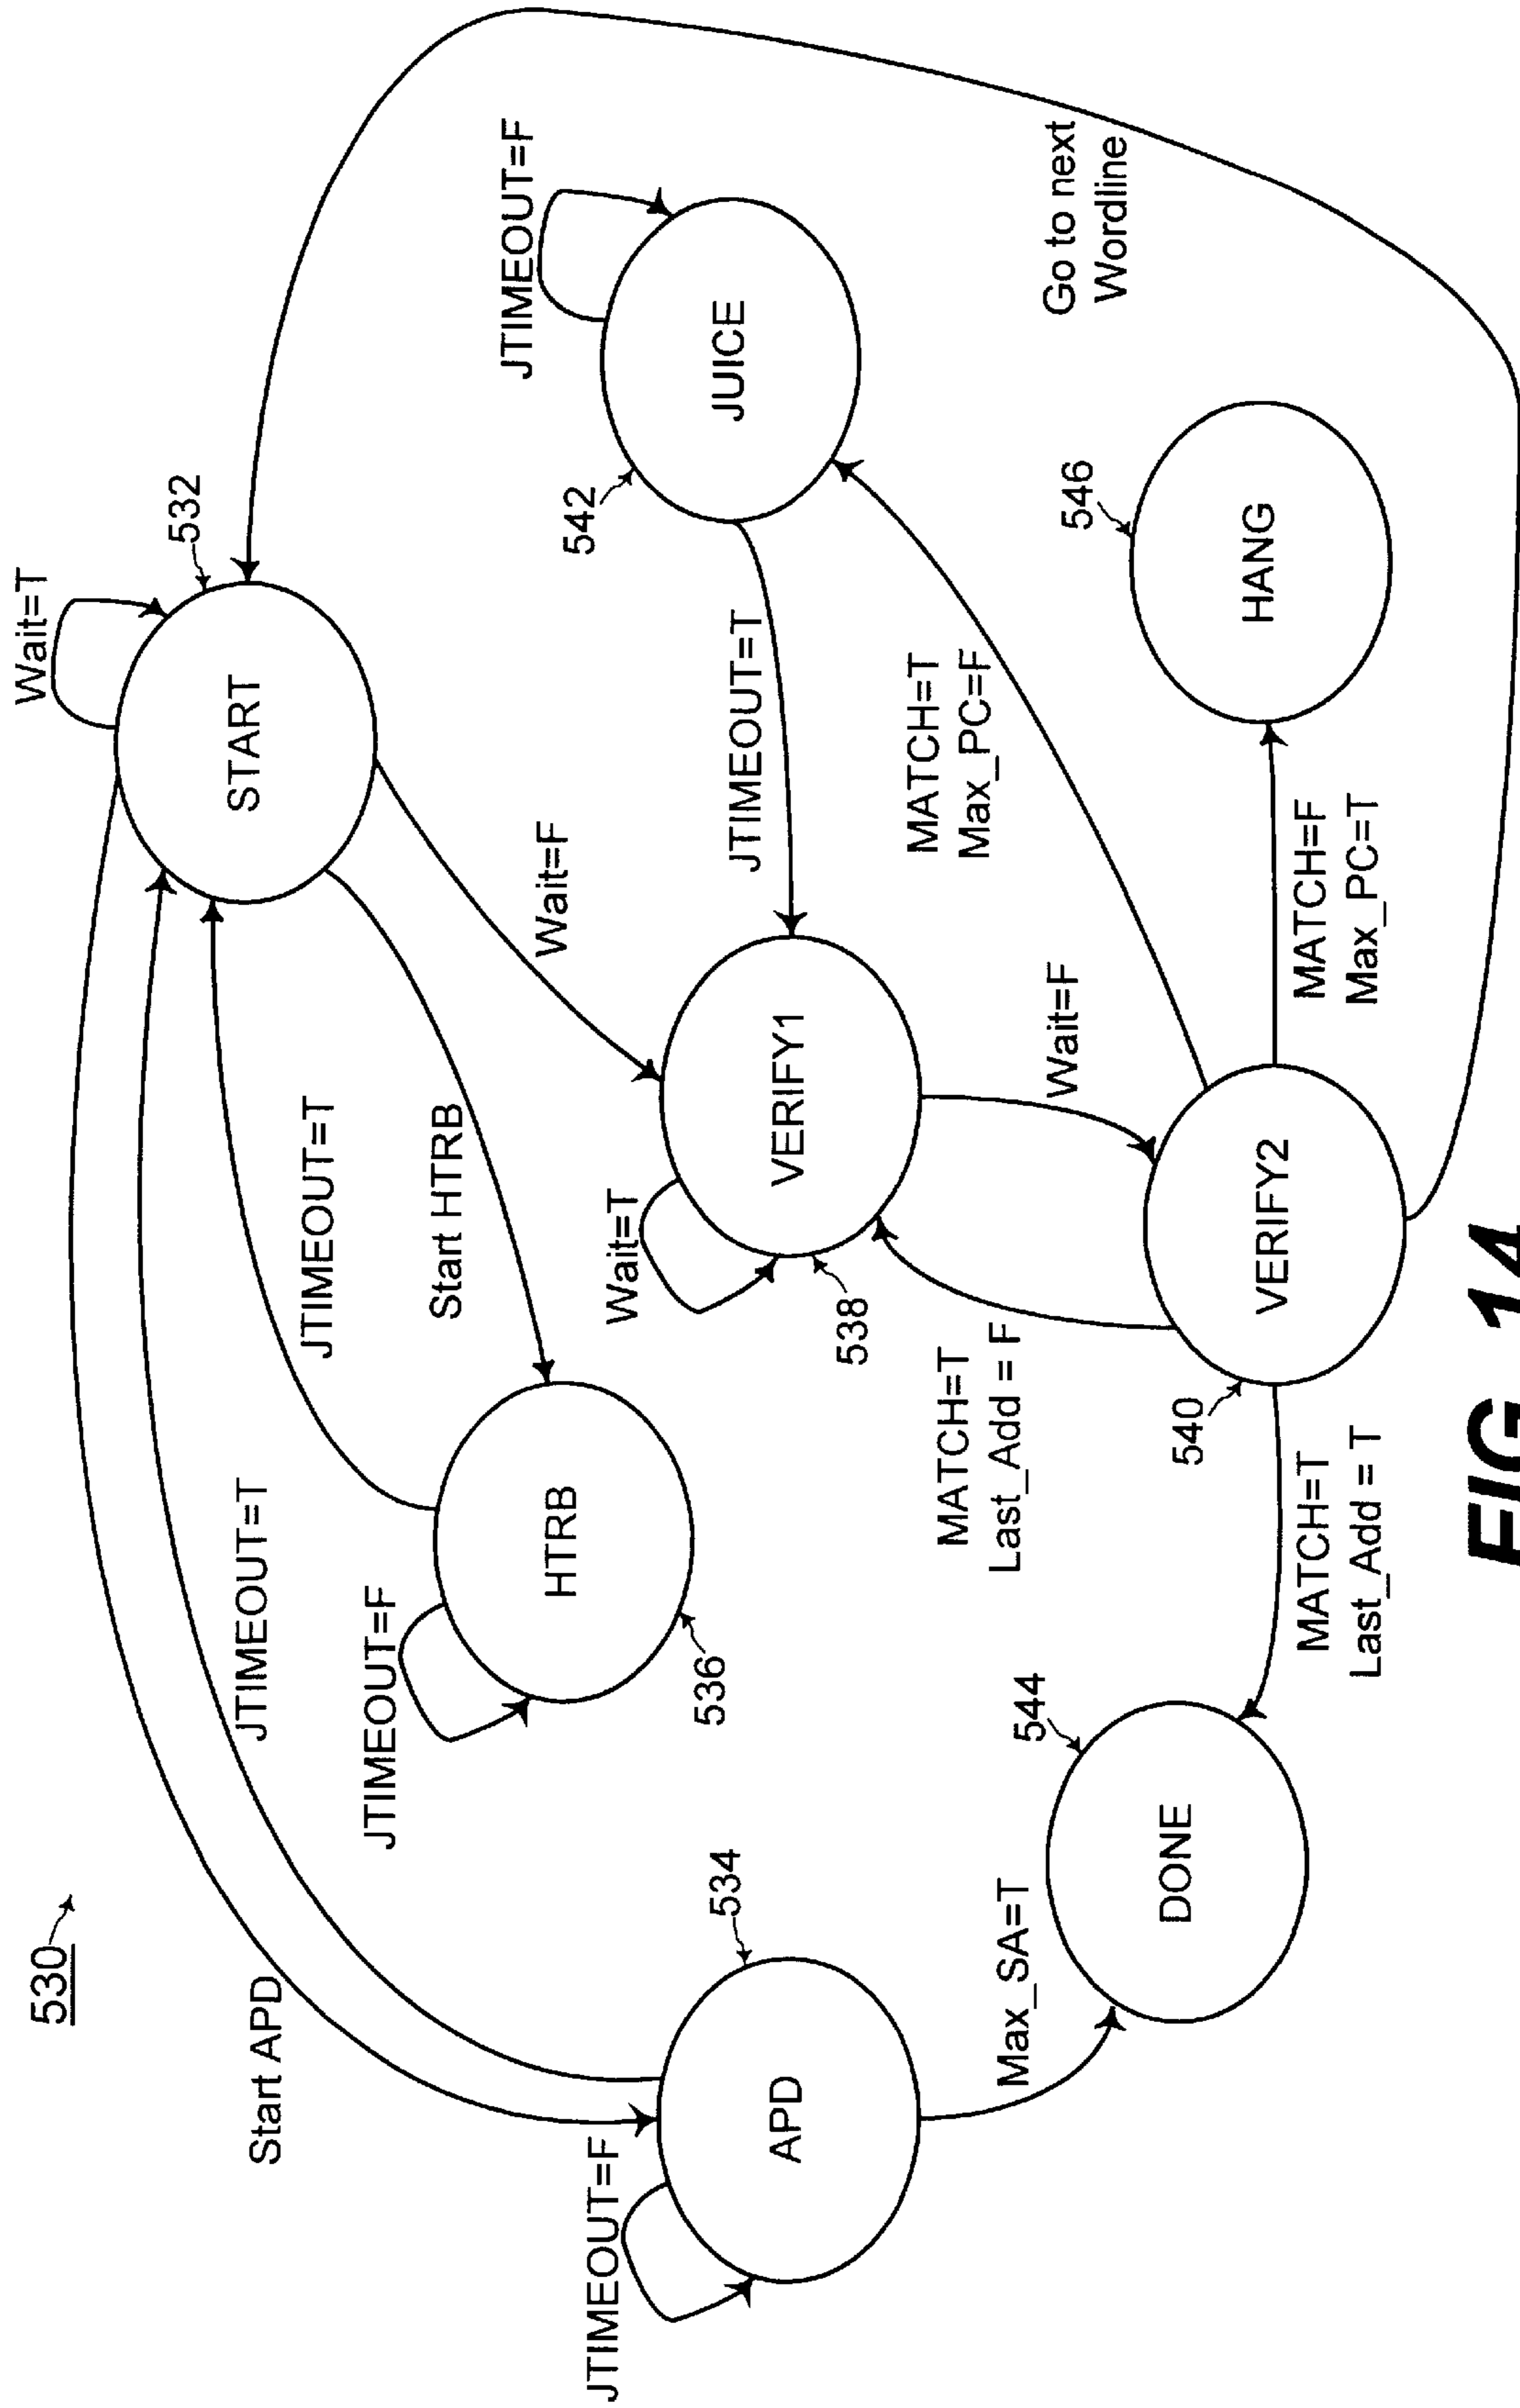 530
Wait=T
START
532
Start APD
JTIMEOUT=T
JTIMEOUT=T
Start HTRB
Wait=F
JTIMEOUT=F
JUICE
542
JTIMEOUT=F
HTRB
536
Wait=T
VERIFY1
538
JTIMEOUT=T
JTIMEOUT=F
APD
534
MATCH=T
Max_PC=F
Wait=F
MATCH=T
Last_Add = F
Go to next
Wordline
Max_SA=T
DONE
544
540
VERIFY2
HANG
546
MATCH=T
Last_Add = T
MATCH=F
Max_PC=T
FIG 14